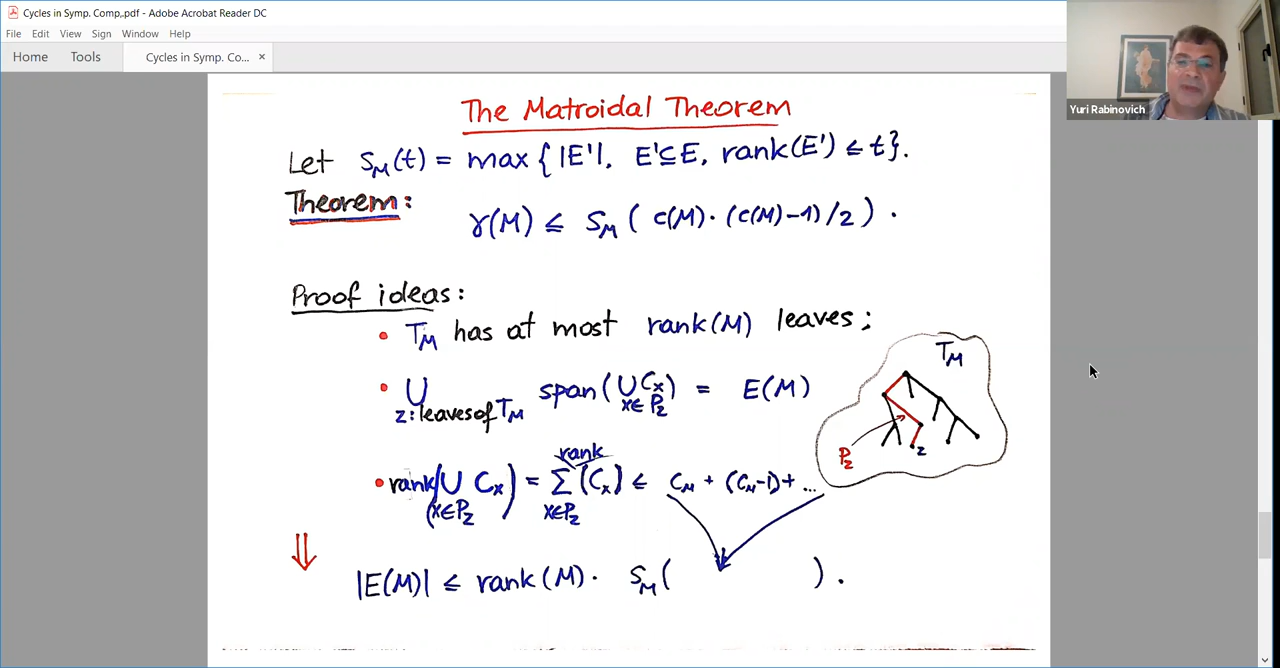 Cycles in Symp. Comp,.pdf - Adobe Acrobat Reader DC
File Edit View Sign Window Help
Home Tools Cycles in Symp. Co... ×
Yuri Rabinovich
The Matroidal Theorem
Let S_M(t) = max { |E'|, E'⊆E, rank(E') ≤ t }.
Theorem:
γ(M) ≤ S_M ( c(M)·(c(M)-1)/2 ) .
Proof ideas:
• T_M has at most rank(M) leaves;
T_M
• ∪ span( ∪ C_x ) = E(M)
z: leaves of T_M x∈P_z
P_z
z
rank
• rank( ∪ C_x ) = Σ (C_x) ≤ C_M + (C_M-1) + ...
x∈P_z x∈P_z
⇓
|E(M)| ≤ rank(M)· S_M ( ) .